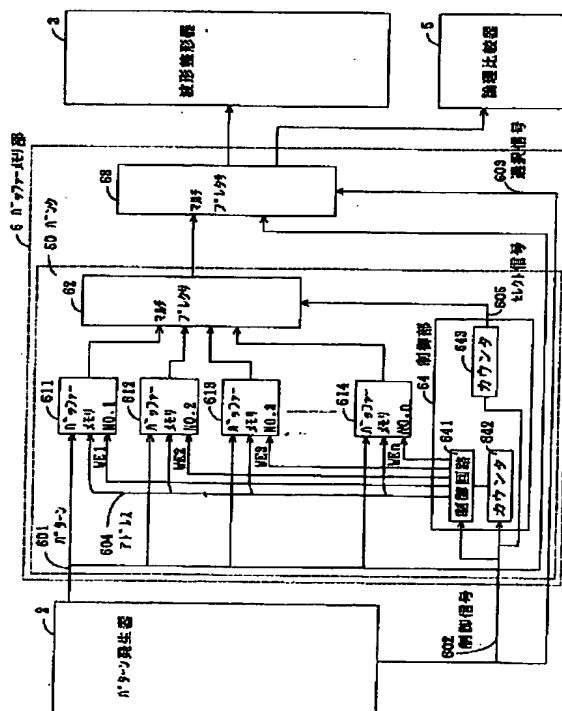 6 バッファーメモリ部
60 バンク
2
パターン発生器
601
パターン
604
アドレス
602
制御信号
611
バッファー
メモリ
NO.1
WE1
612
バッファー
メモリ
NO.2
WE2
613
バッファー
メモリ
NO.3
WE3
614
バッファー
メモリ
NO.n
WEn
64 制御部
641
制御回路
642
カウンタ
643
カウンタ
605
セレクト信号
62
マルチ
プレクサ
63
マルチ
プレクサ
603
選択信号
3
波形整形器
5
論理比較器